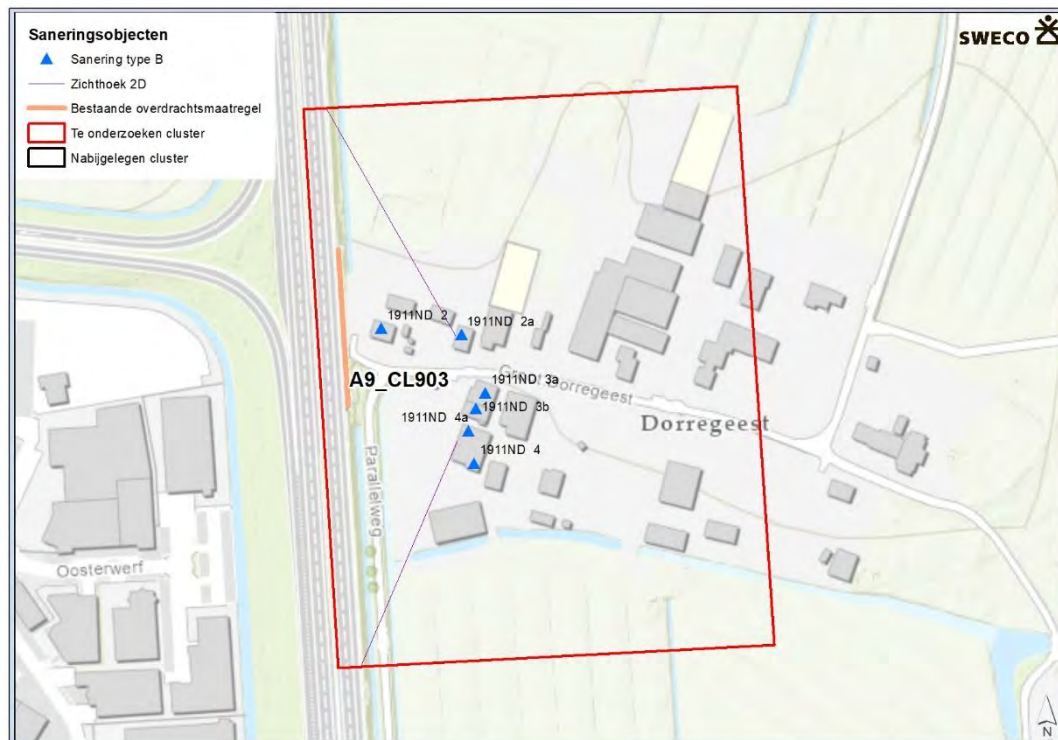 Saneringsobjecten
Sanering type B
Zichthoek 2D
Bestaande overdrachtsmaatregel
Te onderzoeken cluster
Nabijgelegen cluster
SWECO
1911ND 2
1911ND 2a
A9_CL903
1911ND 3a
Groot Dorregeest
1911ND 3b
1911ND 4a
Dorregeest
1911ND 4
Parallelweg
Oosterwerf
N